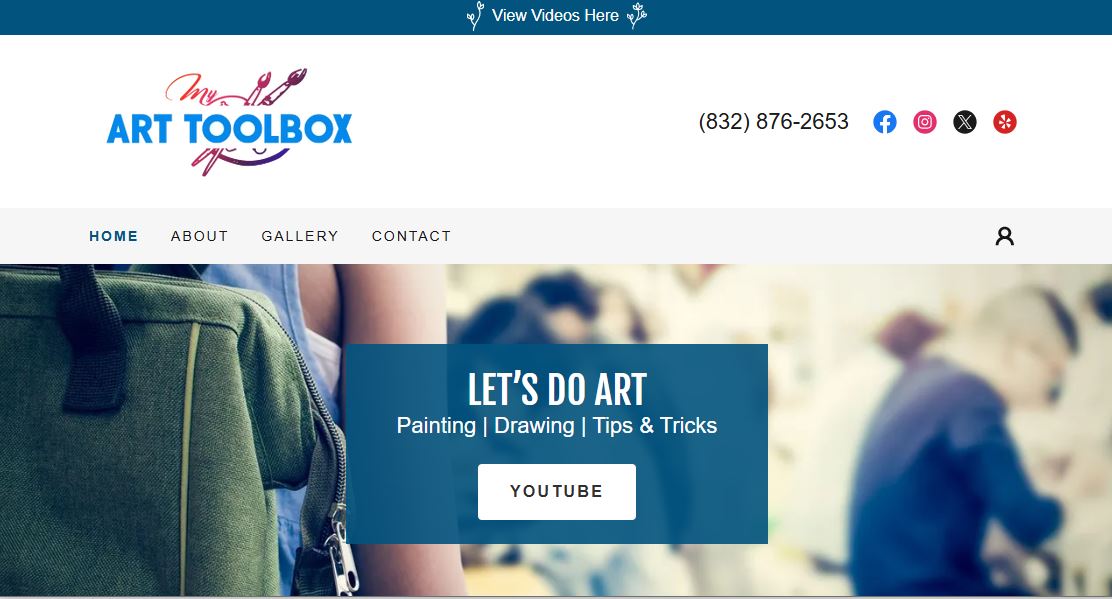 View Videos Here
My
ART TOOLBOX
(832) 876-2653
HOME ABOUT GALLERY CONTACT
LET’S DO ART
Painting | Drawing | Tips & Tricks
YOUTUBE